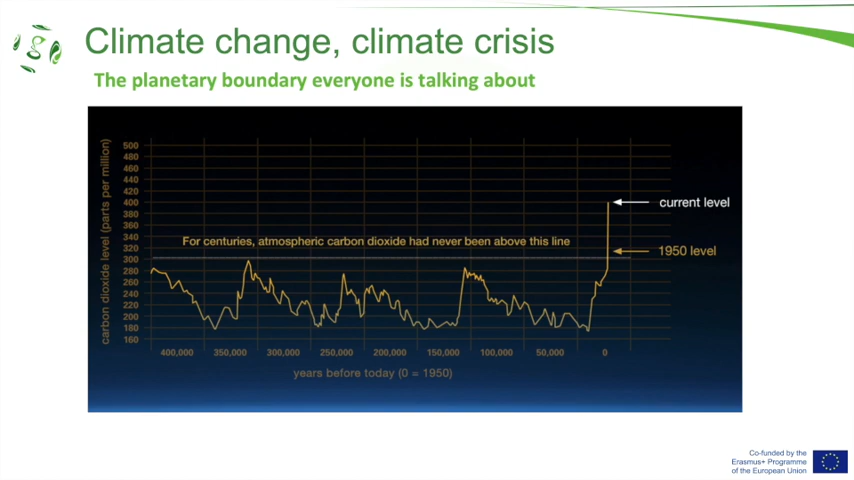 Climate change, climate crisis
The planetary boundary everyone is talking about
carbon dioxide level (parts per million)
500
480
460
440
420
400
380
360
340
320
300
280
260
240
220
200
180
160
current level
For centuries, atmospheric carbon dioxide had never been above this line
1950 level
400,000 350,000 300,000 250,000 200,000 150,000 100,000 50,000 0
years before today (0 = 1950)
Co-funded by the
Erasmus+ Programme
of the European Union